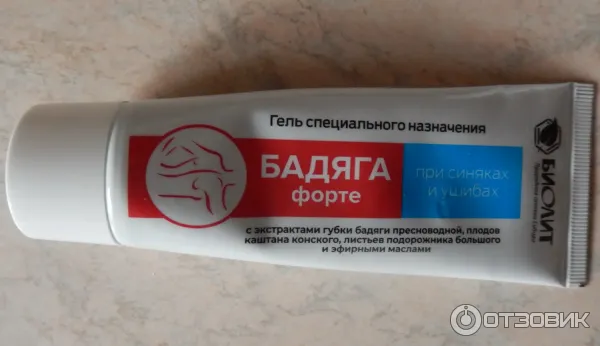 Гель специального назначения
БАДЯГА
форте
при синяках
и ушибах
с экстрактами губки бадяги пресноводной, плодов
каштана конского, листьев подорожника большого
и эфирными маслами
БИОЛИТ
ОТЗОВИК